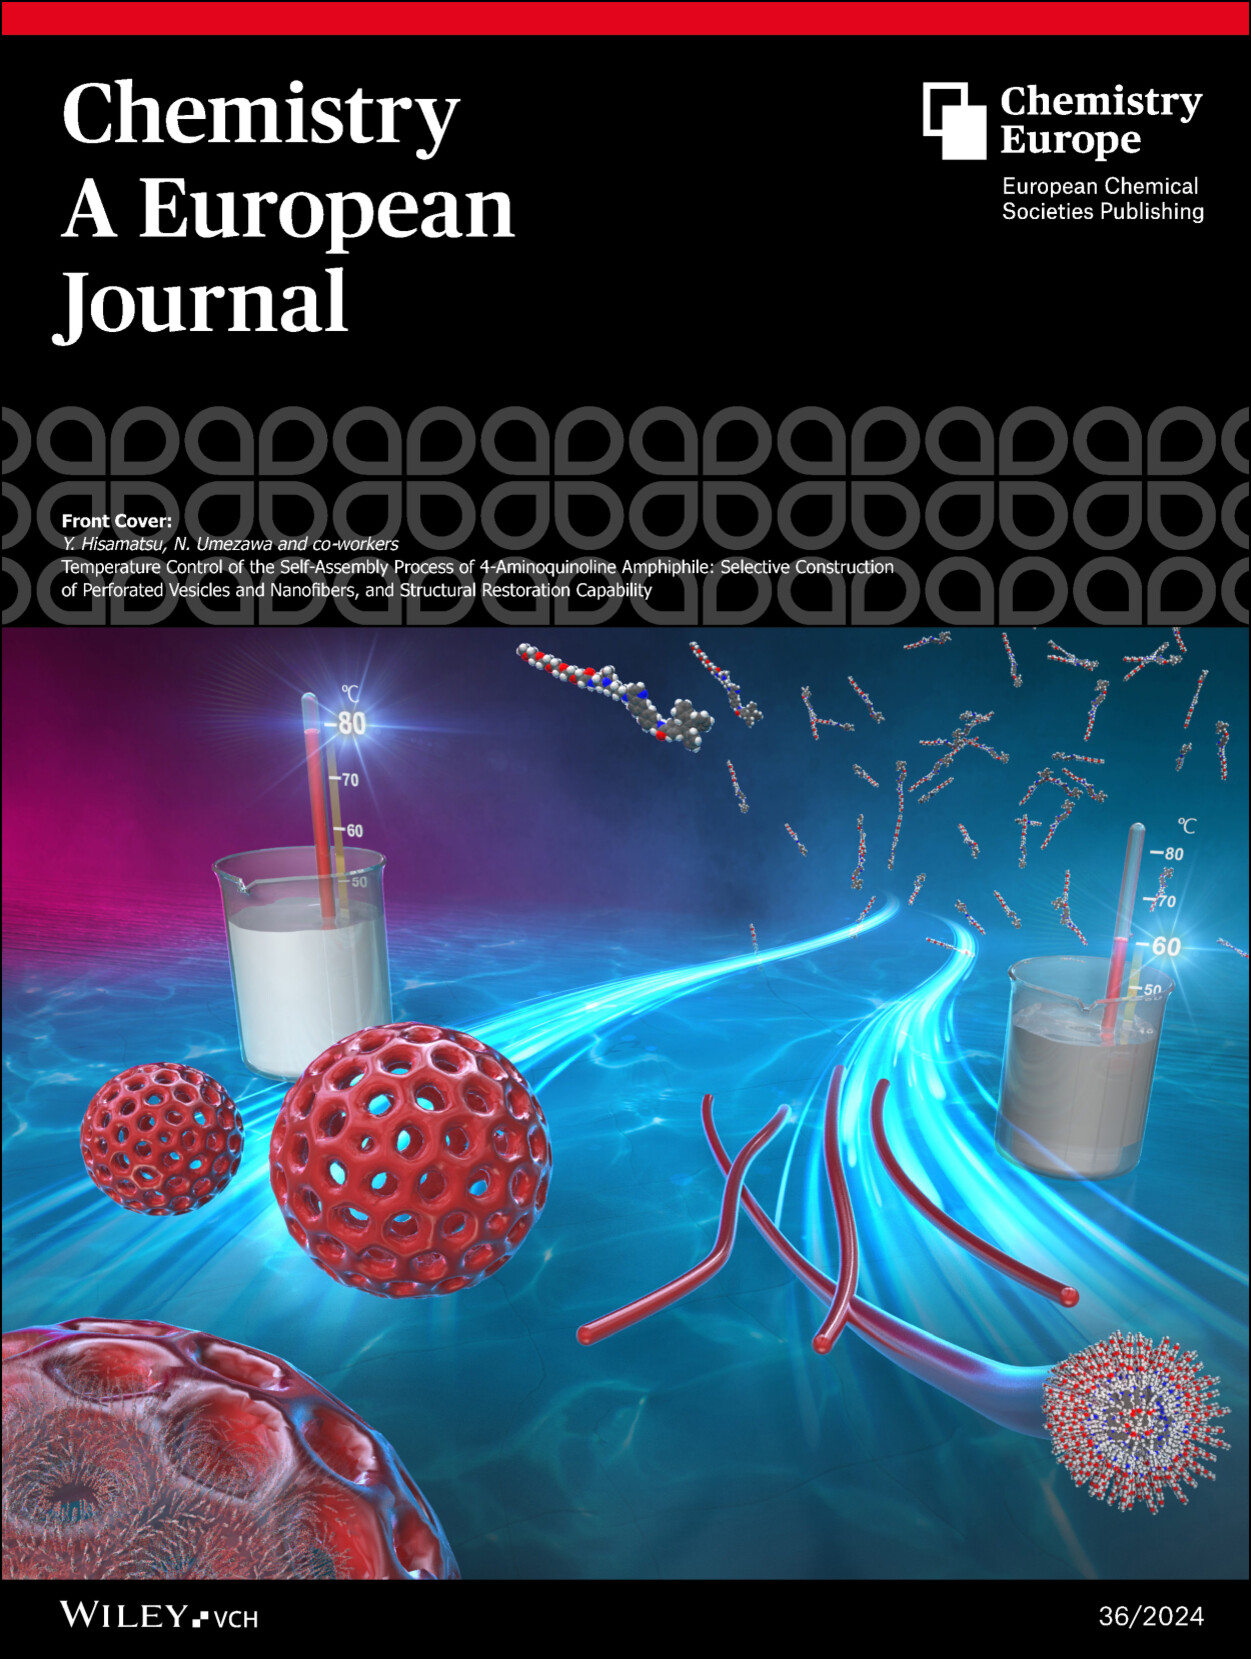 Chemistry
A European
Journal
Chemistry
Europe
European Chemical
Societies Publishing
Front Cover:
Y. Hisamatsu, N. Umezawa and co-workers
Temperature Control of the Self-Assembly Process of 4-Aminoquinoline Amphiphile: Selective Construction
of Perforated Vesicles and Nanofibers, and Structural Restoration Capability
°C
80
70
60
50
°C
80
70
60
50
WILEY VCH
36/2024